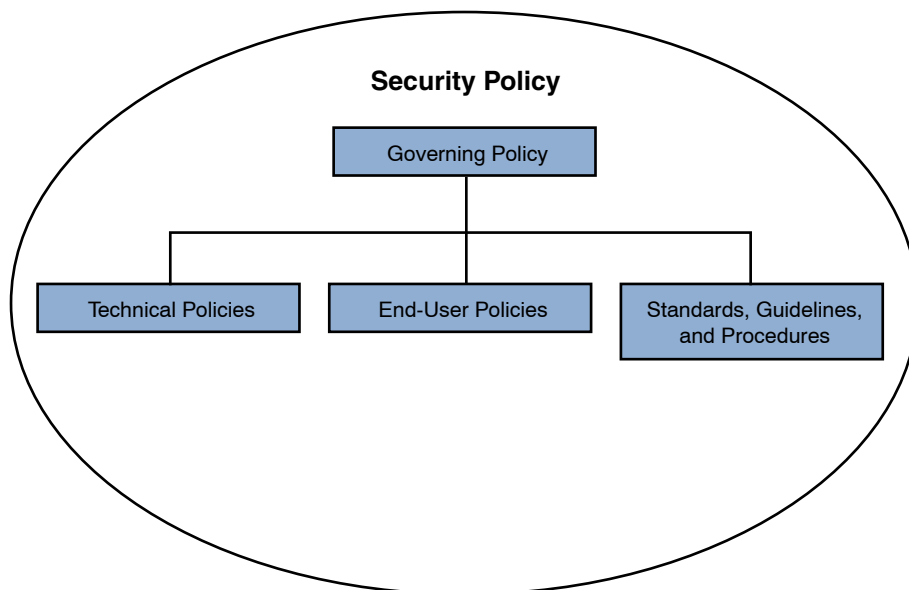 Security Policy
Governing Policy
Technical Policies
End-User Policies
Standards, Guidelines,
and Procedures